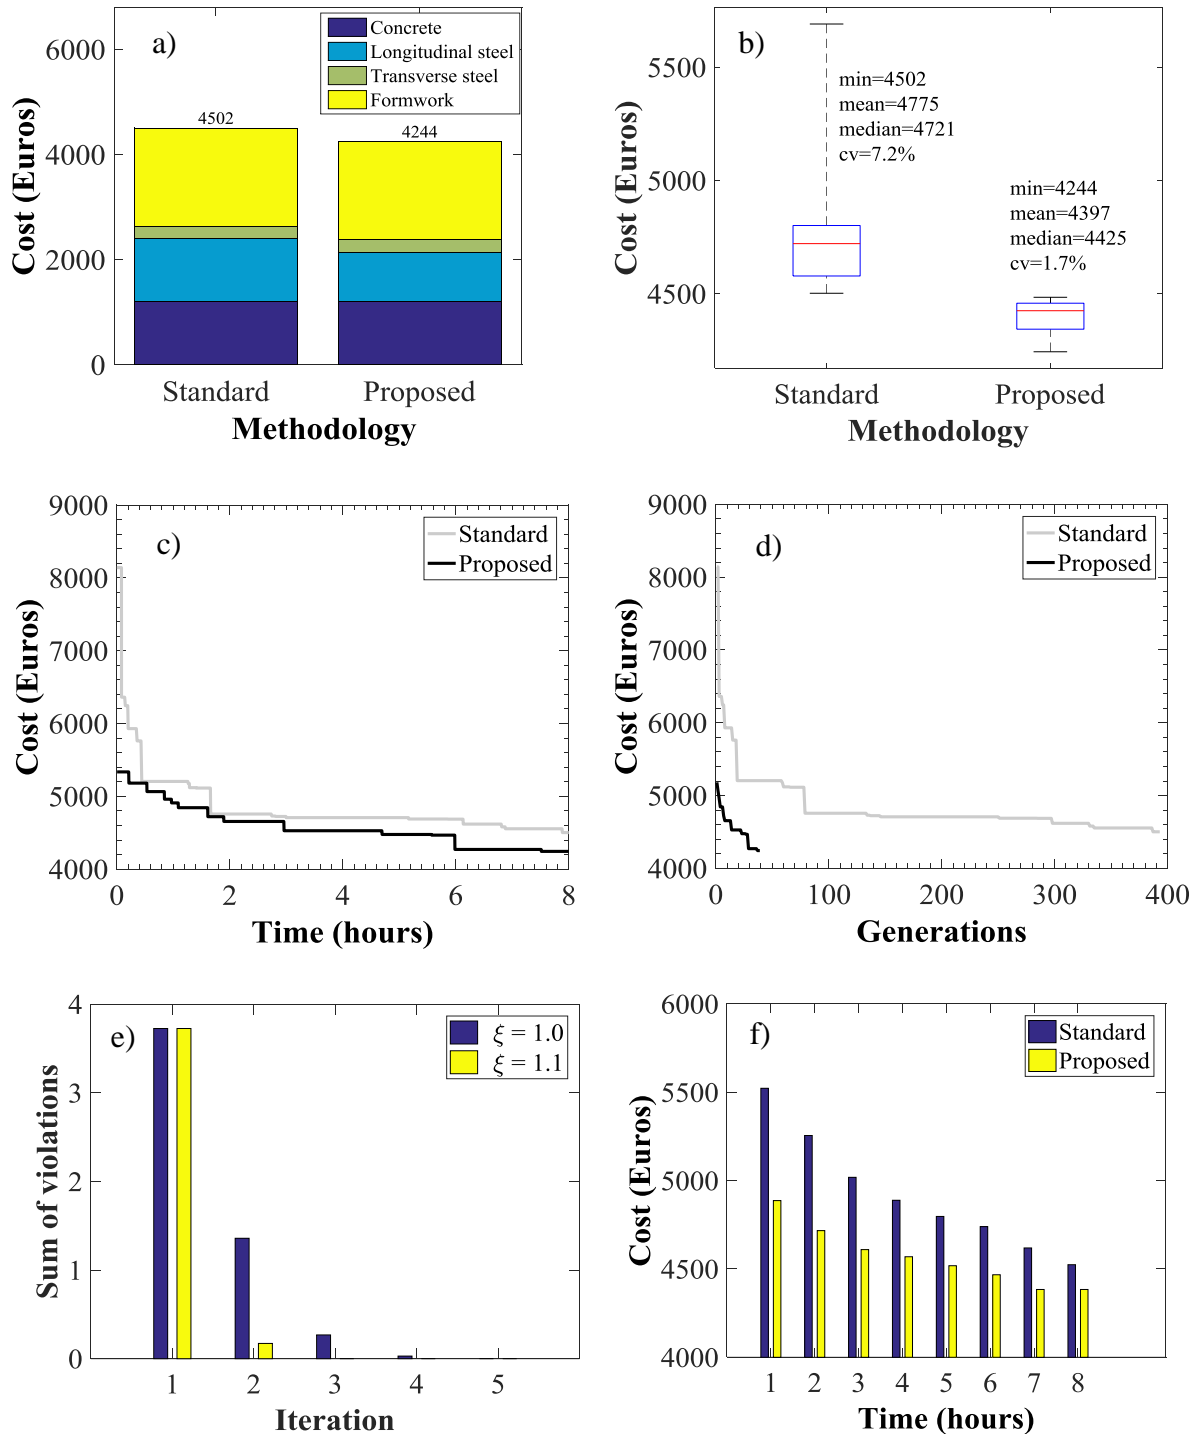 a)
Concrete
Longitudinal steel
Transverse steel
Formwork
6000
4000
2000
0
Cost (Euros)
4502
4244
Standard
Proposed
Methodology
b)
5500
5000
4500
Cost (Euros)
min=4502
mean=4775
median=4721
cv=7.2%
min=4244
mean=4397
median=4425
cv=1.7%
Standard
Proposed
Methodology
c)
Standard
Proposed
9000
8000
7000
6000
5000
4000
Cost (Euros)
0 2 4 6 8
Time (hours)
d)
Standard
Proposed
9000
8000
7000
6000
5000
4000
Cost (Euros)
0 100 200 300 400
Generations
e)
ξ = 1.0
ξ = 1.1
4
3
2
1
0
Sum of violations
1 2 3 4 5
Iteration
f)
Standard
Proposed
6000
5500
5000
4500
4000
Cost (Euros)
1 2 3 4 5 6 7 8
Time (hours)